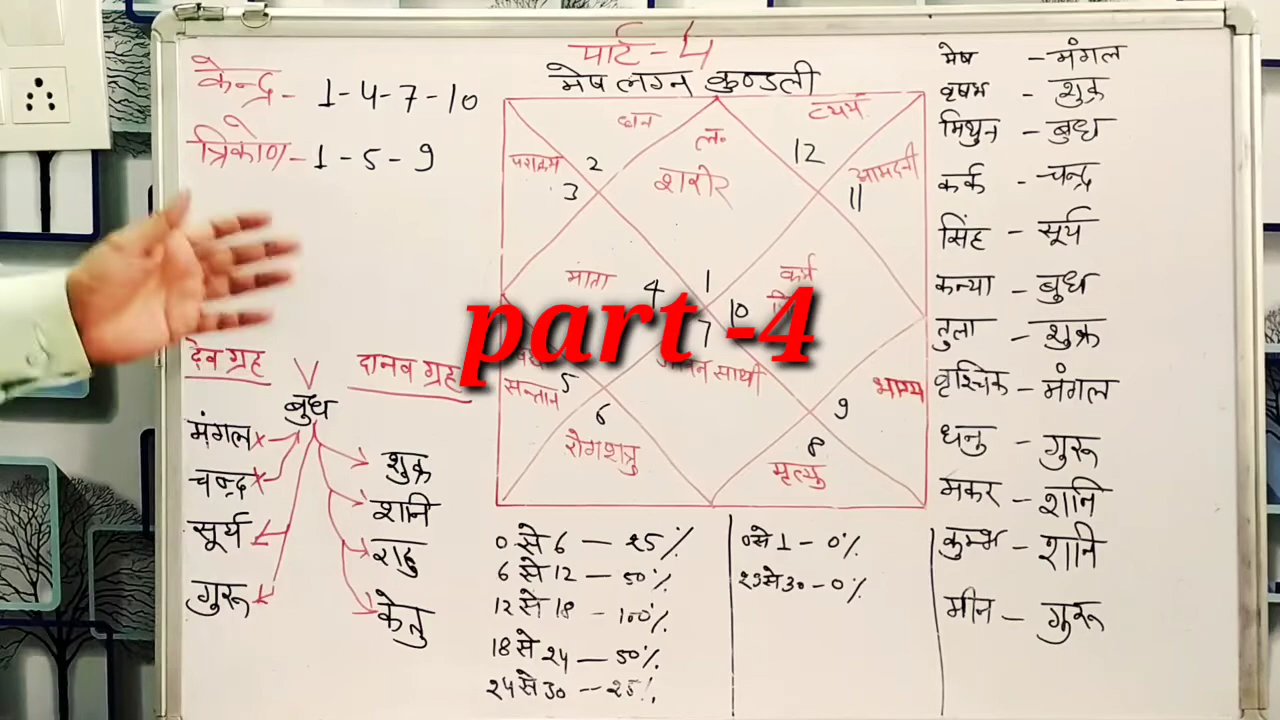 पार्ट-4
मेष लग्न कुण्डली
केन्द्र- 1-4-7-10
त्रिकोण-1-5-9
धन
ल०
व्यय
2
12
पराक्रम
3
शरीर
आमदनी
11
माता
4
1
कर्म
10
7
part -4
सन्तान 5
साथी
भाग्य
9
6
रोगशत्रु
8
मृत्यु
देव ग्रह
दानव ग्रह
बुध
मंगल×
चन्द्र×
सूर्य
गुरू
शुक्र
शनि
राहु
केतु
0 से 6 — 25%
6 से 12 — 50%
12 से 18 - 100%
18 से 24 — 50%
24 से 30 -- 25%
0से 1 - 0%
29से 30 - 0%
मेष - मंगल
वृषभ - शुक्र
मिथुन - बुध
कर्क - चन्द्र
सिंह - सूर्य
कन्या - बुध
तुला - शुक्र
वृश्चिक - मंगल
धनु - गुरू
मकर - शनि
कुम्भ - शनि
मीन - गुरू